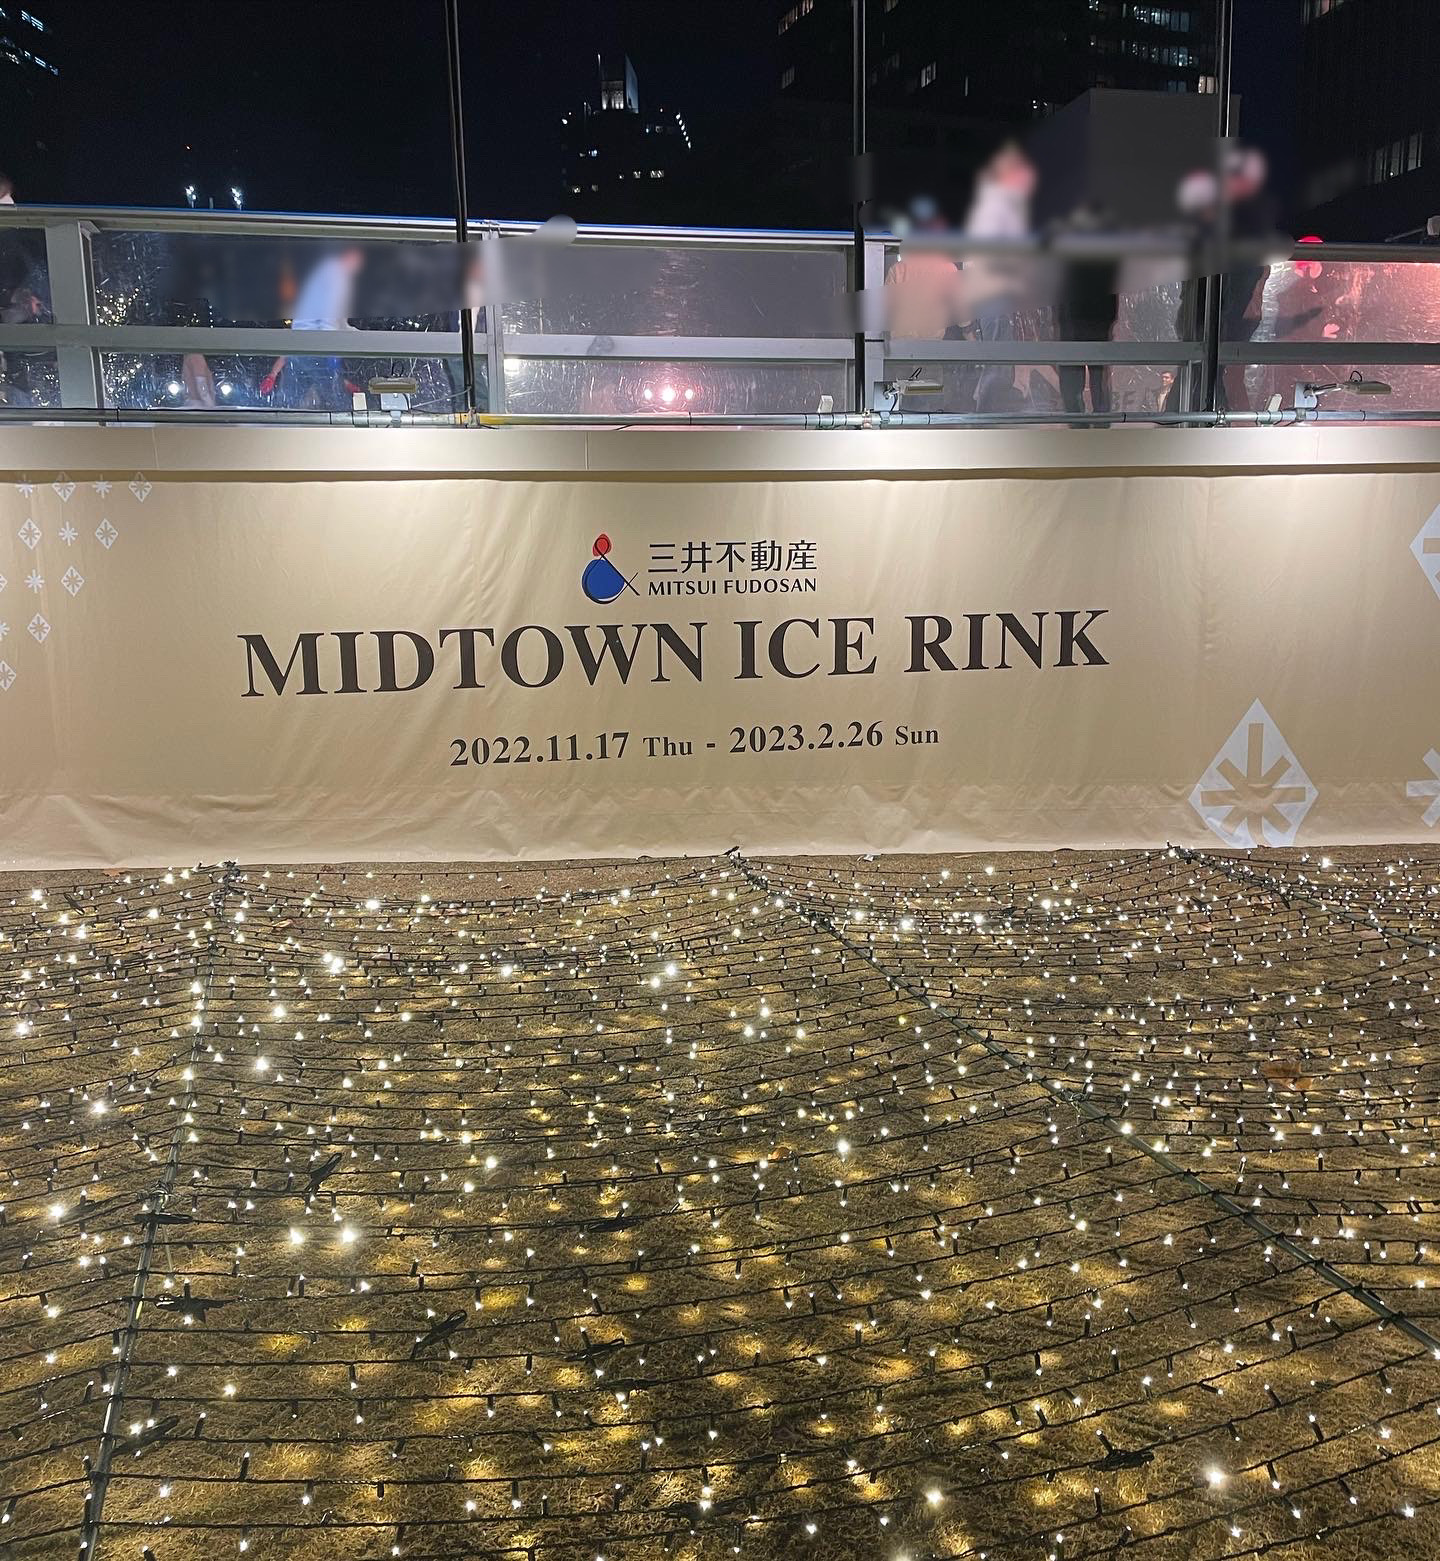 三井不動産
MITSUI FUDOSAN
MIDTOWN ICE RINK
2022.11.17 Thu - 2023.2.26 Sun